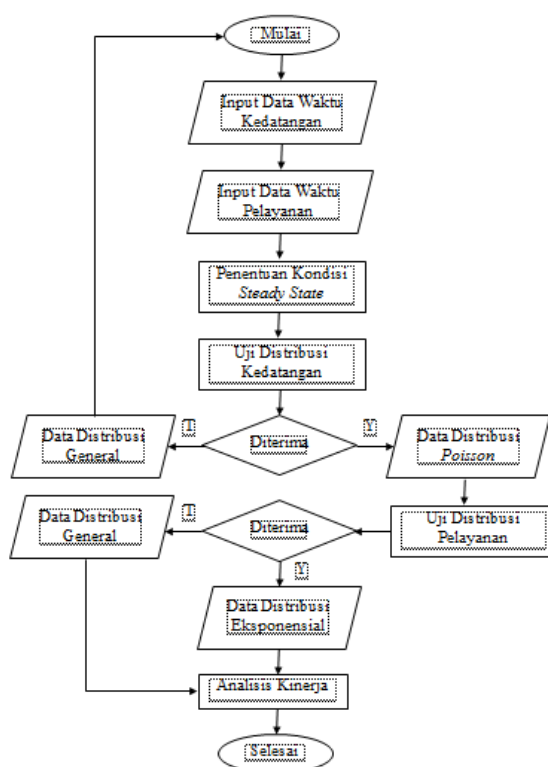 Mulai
Input Data Waktu
Kedatangan
Input Data Waktu
Pelayanan
Penentuan Kondisi
Steady State
Uji Distribusi
Kedatangan
Diterima
T
Y
Data Distribusi
General
Data Distribusi
Poisson
Uji Distribusi
Pelayanan
Diterima
T
Y
Data Distribusi
General
Data Distribusi
Eksponensial
Analisis Kinerja
Selesai